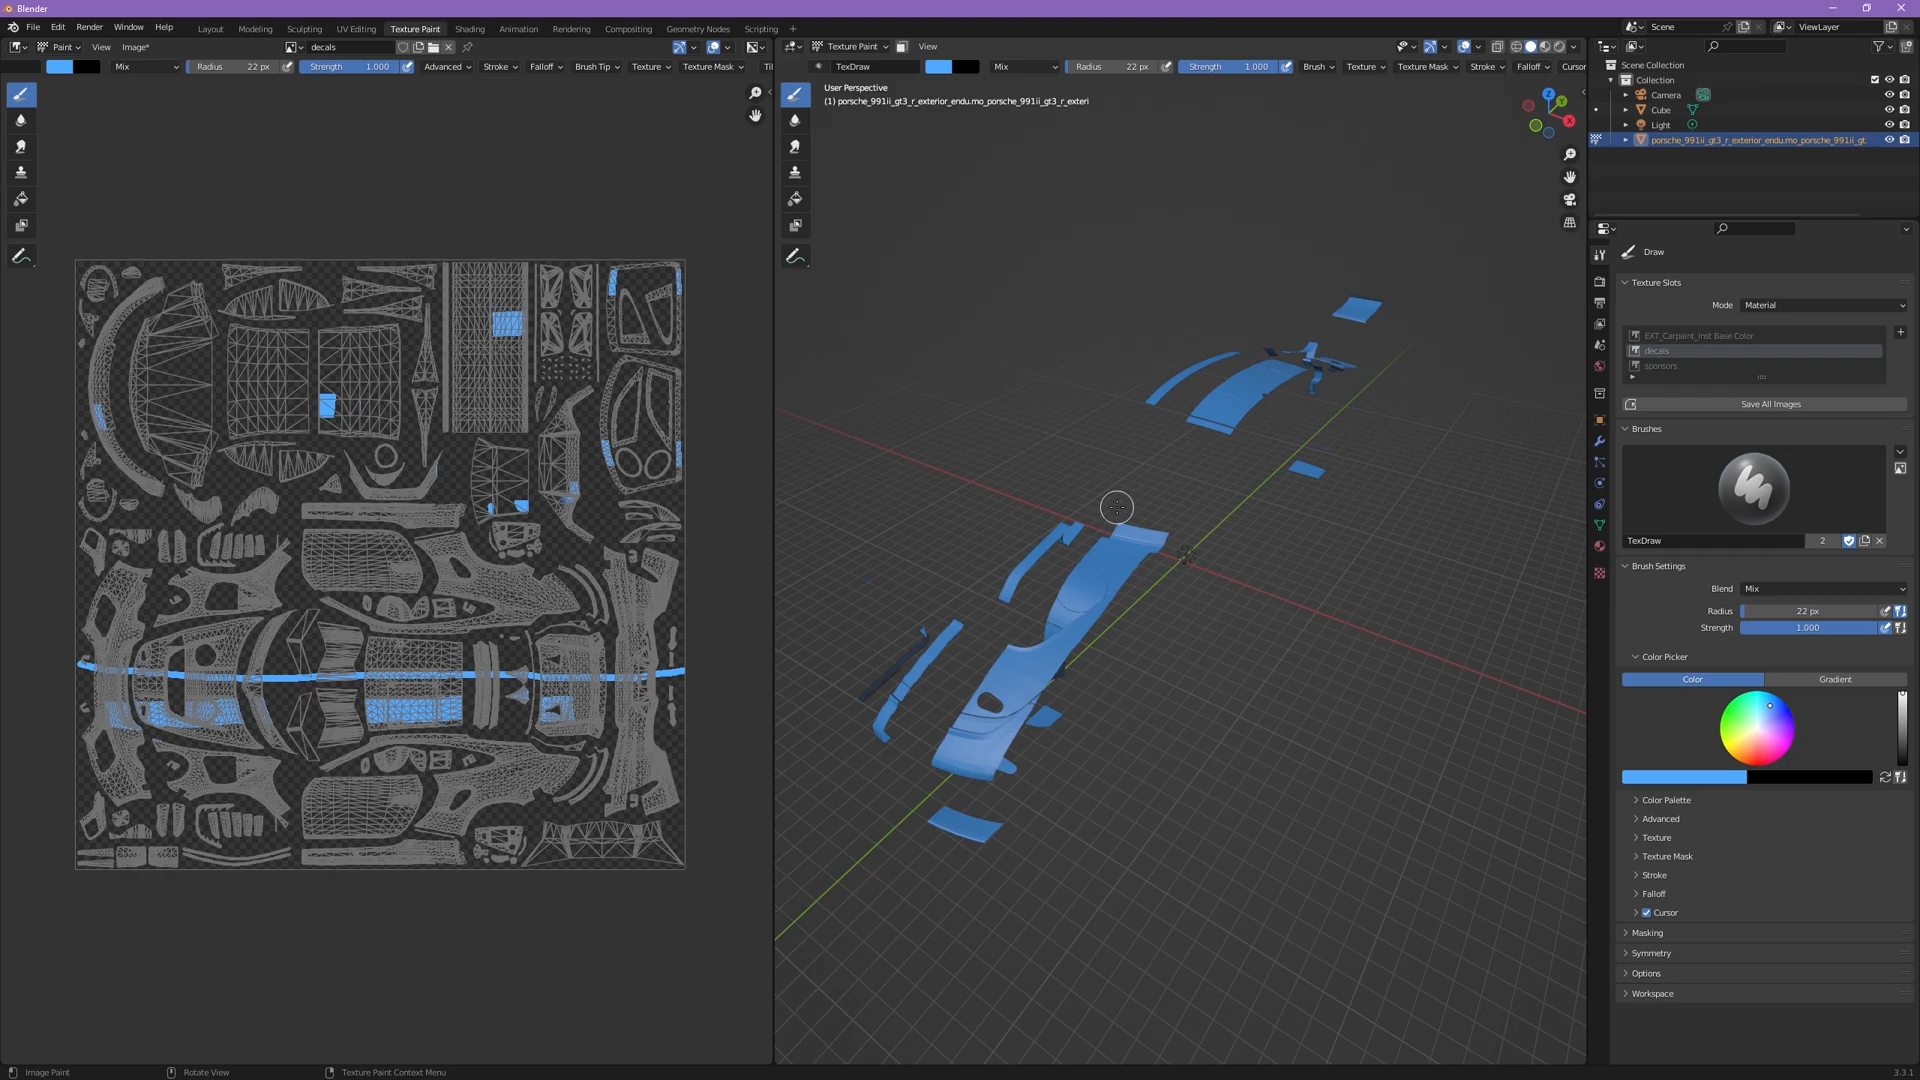 Blender
File Edit Render Window Help Layout Modeling Sculpting UV Editing Texture Paint Shading Animation Rendering Compositing Geometry Nodes Scripting + Scene ViewLayer
Paint View Image* decals Texture Paint View
Mix Radius 22 px Strength 1.000 Advanced Stroke Falloff Brush Tip Texture Texture Mask Til TexDraw Mix Radius 22 px Strength 1.000 Brush Texture Texture Mask Stroke Falloff Cursor
User Perspective
(1) porsche_991ii_gt3_r_exterior_endu.mo_porsche_991ii_gt3_r_exteri
Z
Y
X
Scene Collection
Collection
Camera
Cube
Light
porsche_991ii_gt3_r_exterior_endu.mo_porsche_991ii_gt
Draw
Texture Slots
Mode Material
EXT_Carpaint_Inst Base Color
decals
sponsors
Save All Images
Brushes
TexDraw 2
Brush Settings
Blend Mix
Radius 22 px
Strength 1.000
Color Picker
Color Gradient
Color Palette
Advanced
Texture
Texture Mask
Stroke
Falloff
Cursor
Masking
Symmetry
Options
Workspace
Image Paint Rotate View Texture Paint Context Menu 3.3.1